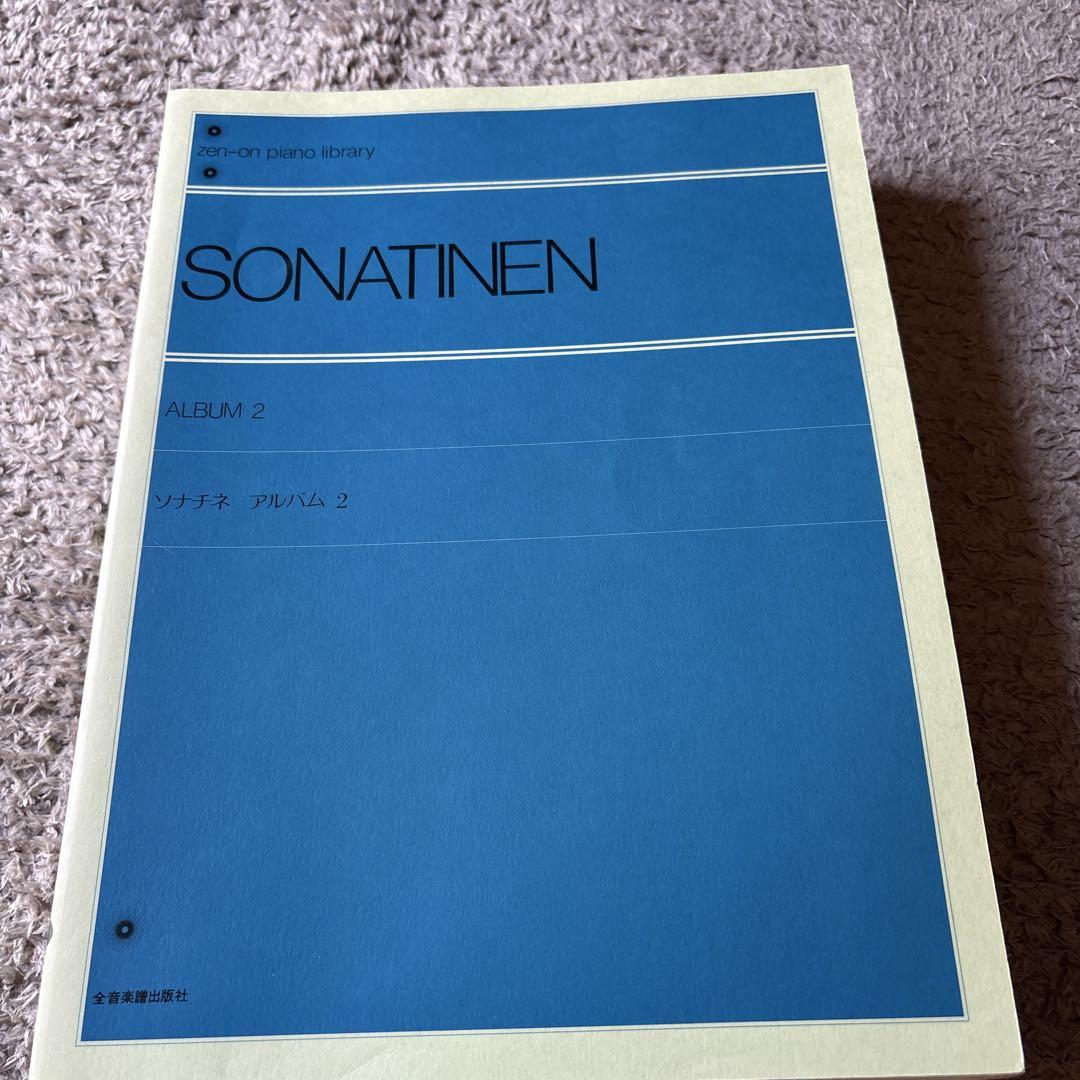 zen-on piano library
SONATINEN
ALBUM 2
ソナチネ アルバム 2
全音楽譜出版社